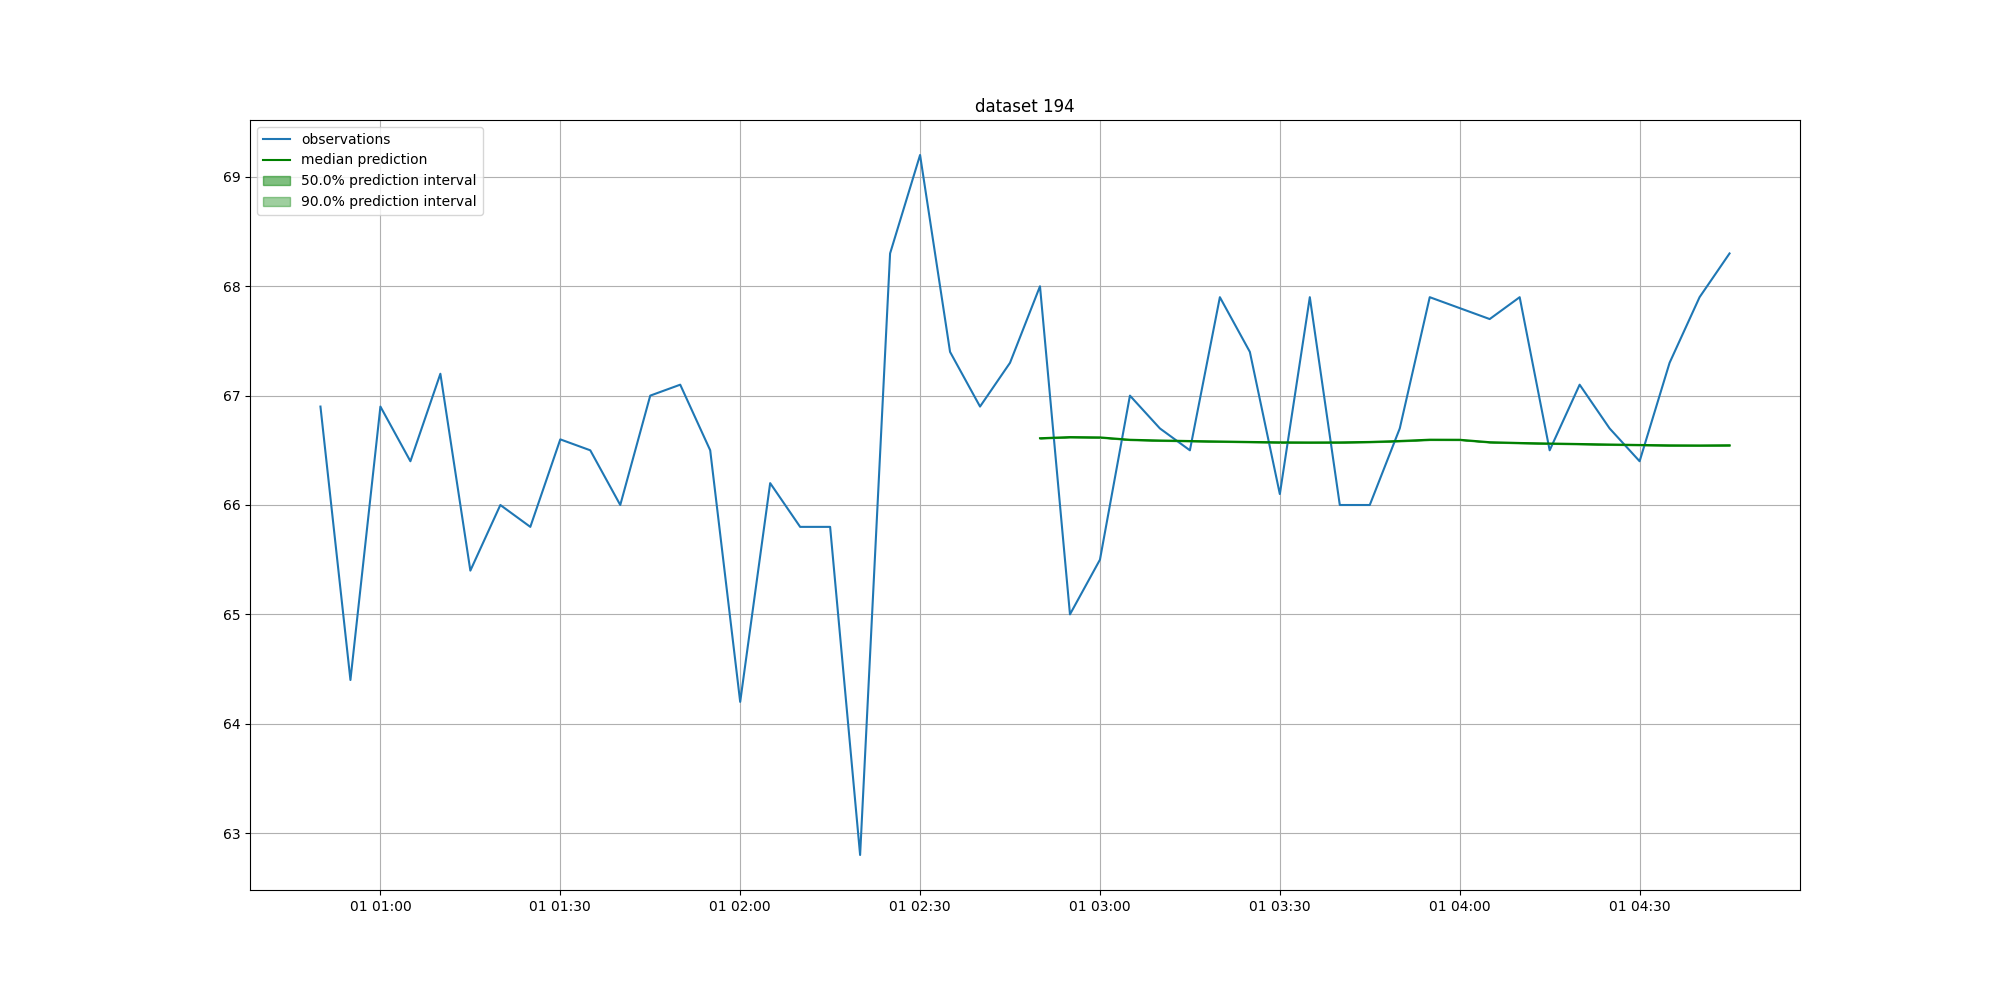 dataset 194
observations
median prediction
50.0% prediction interval
90.0% prediction interval
69
68
67
66
65
64
63
01 01:00 01 01:30 01 02:00 01 02:30 01 03:00 01 03:30 01 04:00 01 04:30